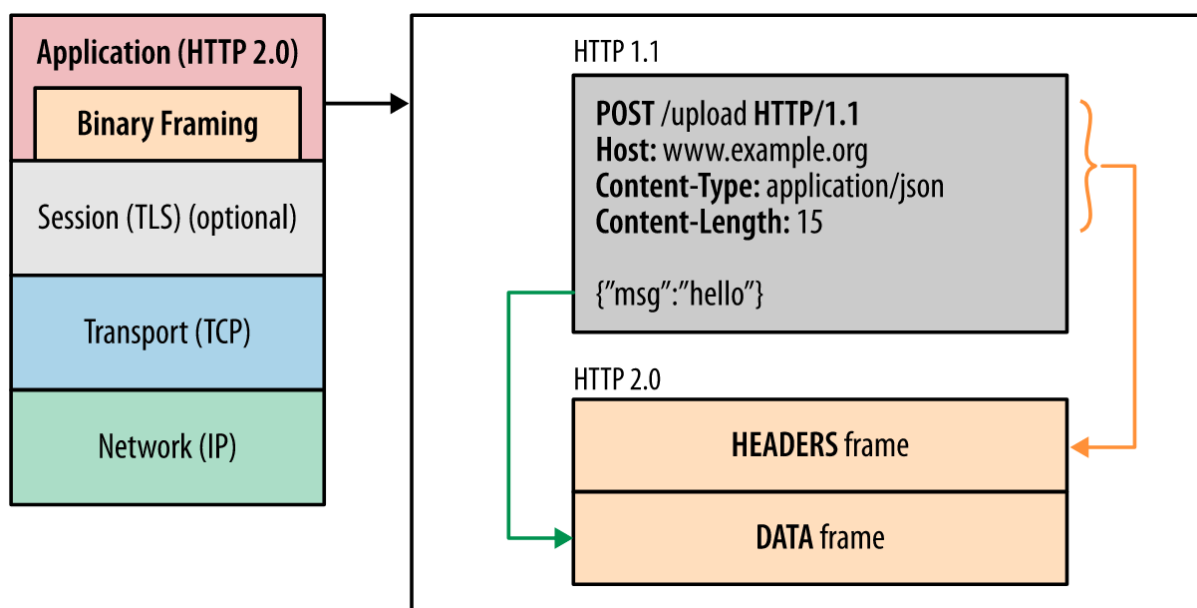 Application (HTTP 2.0)
Binary Framing
Session (TLS) (optional)
Transport (TCP)
Network (IP)
HTTP 1.1
POST /upload HTTP/1.1
Host: www.example.org
Content-Type: application/json
Content-Length: 15
{”msg”:”hello”}
HTTP 2.0
HEADERS frame
DATA frame